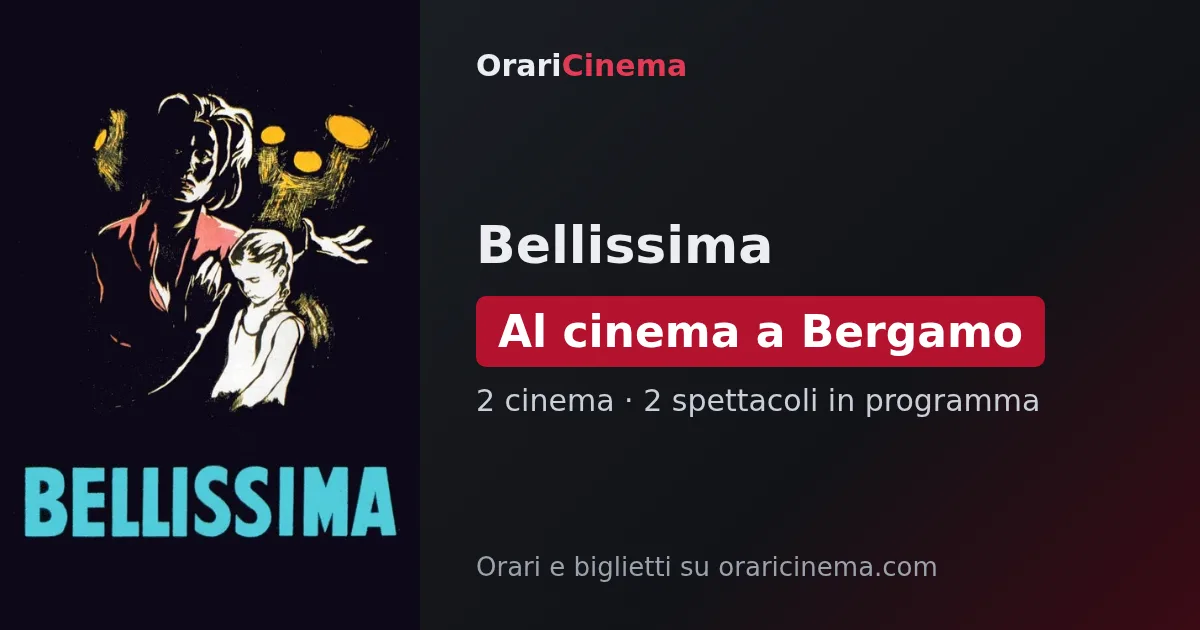 BELLISSIMA
OrariCinema
Bellissima
Al cinema a Bergamo
2 cinema · 2 spettacoli in programma
Orari e biglietti su oraricinema.com